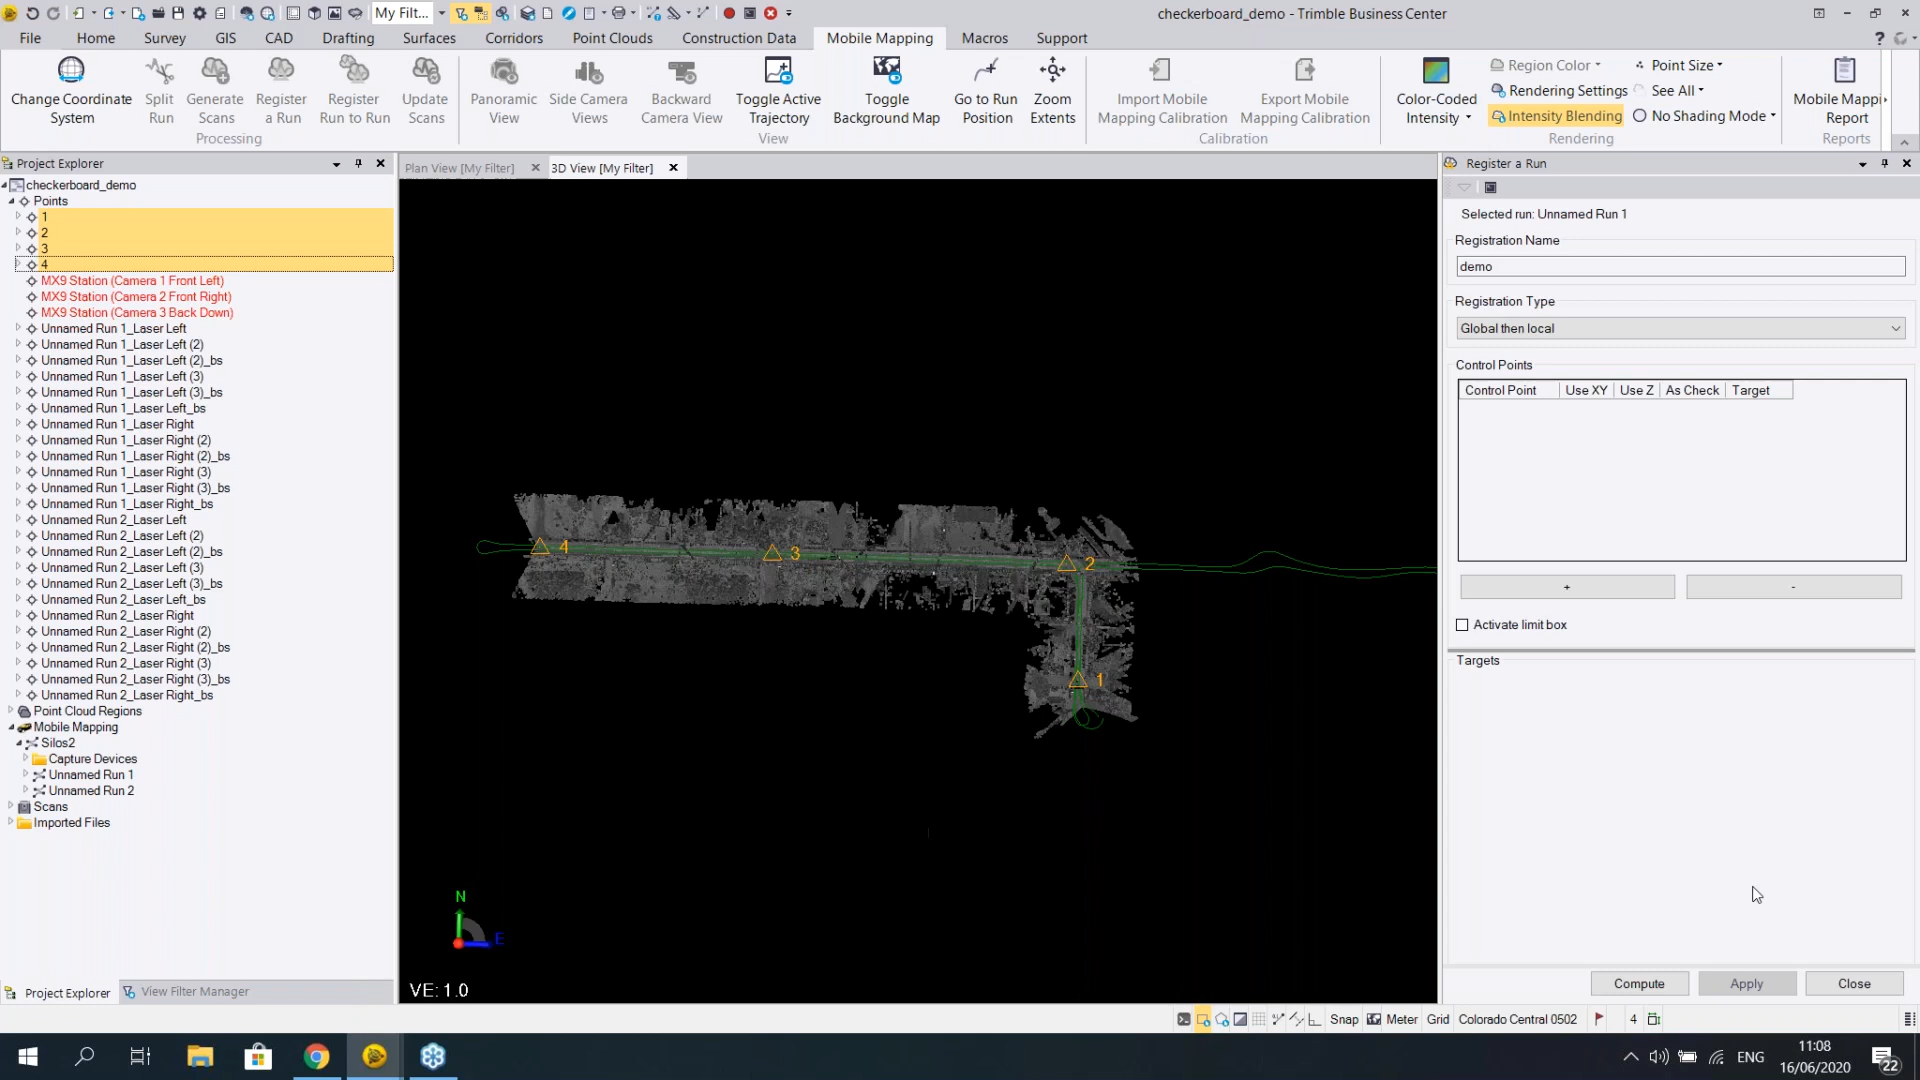 My Filt...
checkerboard_demo - Trimble Business Center
File Home Survey GIS CAD Drafting Surfaces Corridors Point Clouds Construction Data Mobile Mapping Macros Support
Change Coordinate System
Split Run
Generate Scans
Register a Run
Register Run to Run
Update Scans
Processing
Panoramic View
Side Camera Views
Backward Camera View
Toggle Active Trajectory
Toggle Background Map
Go to Run Position
Zoom Extents
View
Import Mobile Mapping Calibration
Export Mobile Mapping Calibration
Calibration
Color-Coded Intensity
Region Color
Rendering Settings
Intensity Blending
Point Size
See All
No Shading Mode
Rendering
Mobile Mappi
Report
Reports
Project Explorer
checkerboard_demo
Points
1
2
3
4
MX9 Station (Camera 1 Front Left)
MX9 Station (Camera 2 Front Right)
MX9 Station (Camera 3 Back Down)
Unnamed Run 1_Laser Left
Unnamed Run 1_Laser Left (2)
Unnamed Run 1_Laser Left (2)_bs
Unnamed Run 1_Laser Left (3)
Unnamed Run 1_Laser Left (3)_bs
Unnamed Run 1_Laser Left_bs
Unnamed Run 1_Laser Right
Unnamed Run 1_Laser Right (2)
Unnamed Run 1_Laser Right (2)_bs
Unnamed Run 1_Laser Right (3)
Unnamed Run 1_Laser Right (3)_bs
Unnamed Run 1_Laser Right_bs
Unnamed Run 2_Laser Left
Unnamed Run 2_Laser Left (2)
Unnamed Run 2_Laser Left (2)_bs
Unnamed Run 2_Laser Left (3)
Unnamed Run 2_Laser Left (3)_bs
Unnamed Run 2_Laser Left_bs
Unnamed Run 2_Laser Right
Unnamed Run 2_Laser Right (2)
Unnamed Run 2_Laser Right (2)_bs
Unnamed Run 2_Laser Right (3)
Unnamed Run 2_Laser Right (3)_bs
Unnamed Run 2_Laser Right_bs
Point Cloud Regions
Mobile Mapping
Silos2
Capture Devices
Unnamed Run 1
Unnamed Run 2
Scans
Imported Files
Project Explorer View Filter Manager
Plan View [My Filter]
3D View [My Filter]
4
3
2
1
N
E
VE: 1.0
Register a Run
Selected run: Unnamed Run 1
Registration Name
demo
Registration Type
Global then local
Control Points
Control Point Use XY Use Z As Check Target
+ -
Activate limit box
Targets
Compute Apply Close
Snap Meter Grid Colorado Central 0502 4
ENG
11:08
16/06/2020
22